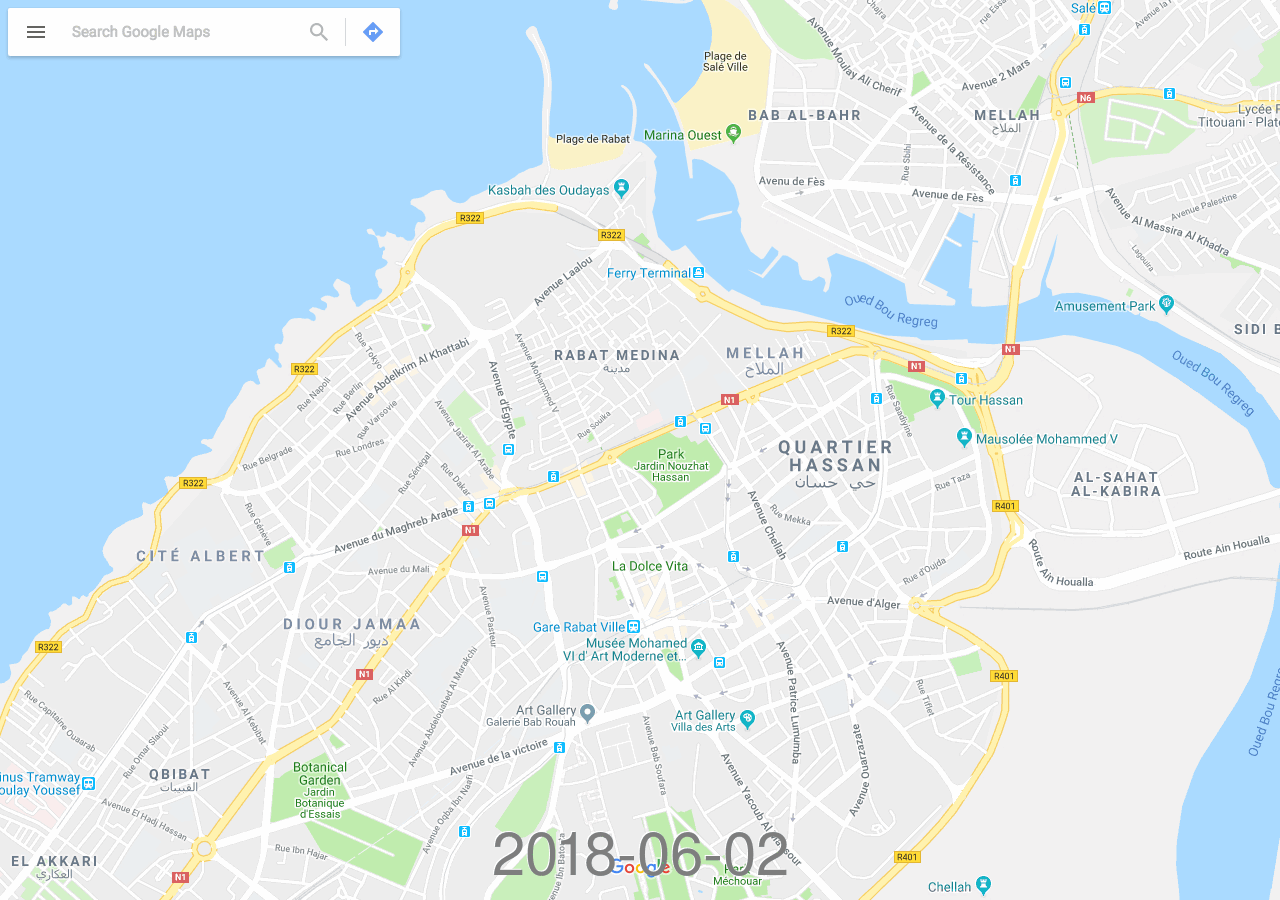 Search Google Maps
Salé
Chajra
rue Essa
Avenue Moulay Ali Cherif
Plage de
Salé Ville
Avenue 2 Mars
N6
BAB AL-BAHR
MELLAH
الملاح
Lycée
Titouani - Plate
Plage de Rabat
Marina Ouest
Avenue de la Résistance
Rue Sbihi
Avenu de Fès
Avenue de Fès
Kasbah des Oudayas
R322
R322
Avenue Palestine
Avenue Al Massira Al Khadra
Lagouira
Avenue Laalou
Ferry Terminal
Oued Bou Regreg
Amusement Park
SIDI B
R322
N1
RABAT MEDINA
مدينة
MELLAH
الملاح
Oued Bou Regreg
R322
Rue Tokyo
Avenue Abdelkrim Al Khattabi
Avenue Mohammed V
Avenue d'Égypte
N1
Rue Napoli
Rue Berlin
Rue Varsovie
N1
Tour Hassan
Rue Saadiyine
Rue Souika
Avenue Jazirat Al Arabe
Mausolée Mohammed V
Rue Londres
Rue Belgrade
QUARTIER
HASSAN
حي حسان
Park
Jardin Nouzhat
Hassan
Rue Sénégal
Rue Dakar
R322
AL-SAHAT
AL-KABIRA
Rue Taza
R401
Rue Génève
Avenue du Maghreb Arabe
N1
Rue Mekka
Avenue Chellah
CITÉ ALBERT
Route Ain Houalla
Route Ain Houalla
Avenue du Mali
La Dolce Vita
Rue d'Oujda
Avenue d'Alger
Avenue Pasteur
DIOUR JAMAA
ديور الجامع
Gare Rabat Ville
Musée Mohamed
VI d' Art Moderne et...
R322
N1
R401
Rue Al Kindi
Avenue Abdelouahed Al Marakchi
Avenue Patrice Lumumba
Rue Tiflet
Rue Capitaine Ouaarab
Avenue Al Kebibat
Rue Omar Slaoui
Art Gallery
Galerie Bab Rouah
Art Gallery
Villa des Arts
Avenue Bab Soufara
Avenue Ouarzazate
Oued Bou Regre
Avenue de la victoire
QBIBAT
القبيبات
Botanical
Garden
Jardin
Botanique
d'Essais
inus Tramway
oulay Youssef
Avenue El Hadj Hassan
Avenue Oqba Ibn Naafi
Avenue Yacoub Al Mansour
Rue Ibn Hajar
EL AKKARI
العكاري
N1
2018-06-02
Google
Méchouar
R401
Chellah